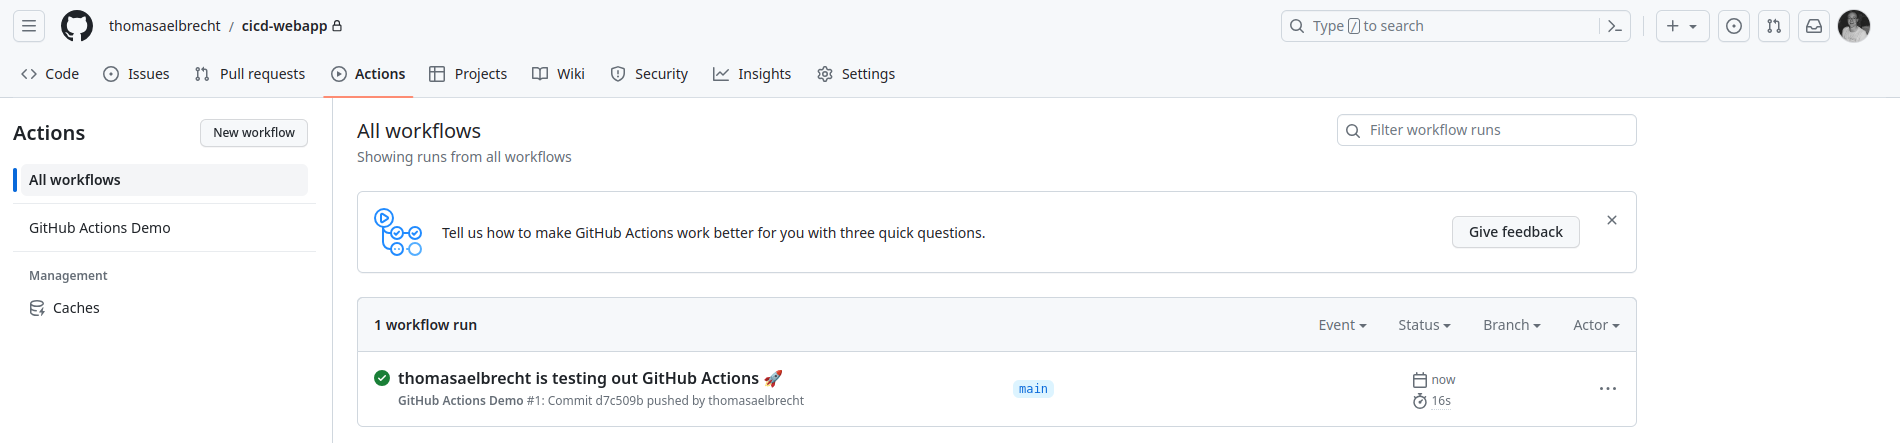 thomasaelbrecht / cicd-webapp
Type / to search
Code Issues Pull requests Actions Projects Wiki Security Insights Settings
Actions
New workflow
All workflows
GitHub Actions Demo
Management
Caches
All workflows
Showing runs from all workflows
Filter workflow runs
Tell us how to make GitHub Actions work better for you with three quick questions.
Give feedback
1 workflow run
Event Status Branch Actor
thomasaelbrecht is testing out GitHub Actions 🚀
GitHub Actions Demo #1: Commit d7c509b pushed by thomasaelbrecht
main
now
16s